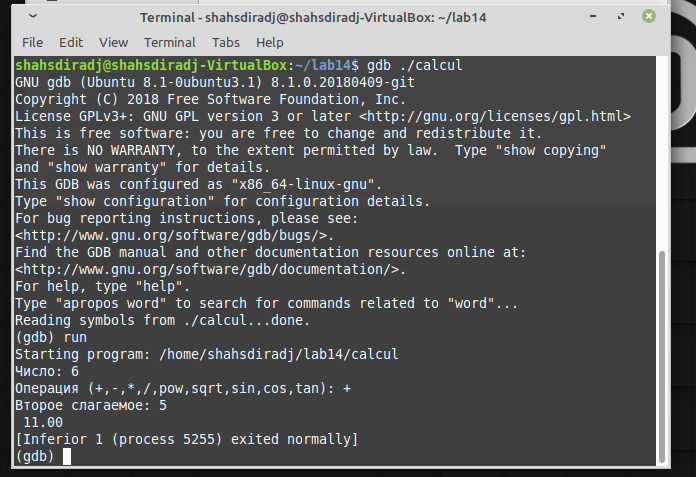 Terminal - shahsdiradj@shahsdiradj-VirtualBox: ~/lab14
File Edit View Terminal Tabs Help
shahsdiradj@shahsdiradj-VirtualBox:~/lab14$ gdb ./calcul
GNU gdb (Ubuntu 8.1-0ubuntu3.1) 8.1.0.20180409-git
Copyright (C) 2018 Free Software Foundation, Inc.
License GPLv3+: GNU GPL version 3 or later <http://gnu.org/licenses/gpl.html>
This is free software: you are free to change and redistribute it.
There is NO WARRANTY, to the extent permitted by law.  Type "show copying"
and "show warranty" for details.
This GDB was configured as "x86_64-linux-gnu".
Type "show configuration" for configuration details.
For bug reporting instructions, please see:
<http://www.gnu.org/software/gdb/bugs/>.
Find the GDB manual and other documentation resources online at:
<http://www.gnu.org/software/gdb/documentation/>.
For help, type "help".
Type "apropos word" to search for commands related to "word"...
Reading symbols from ./calcul...done.
(gdb) run
Starting program: /home/shahsdiradj/lab14/calcul
Число: 6
Операция (+,-,*,/,pow,sqrt,sin,cos,tan): +
Второе слагаемое: 5
 11.00
[Inferior 1 (process 5255) exited normally]
(gdb)